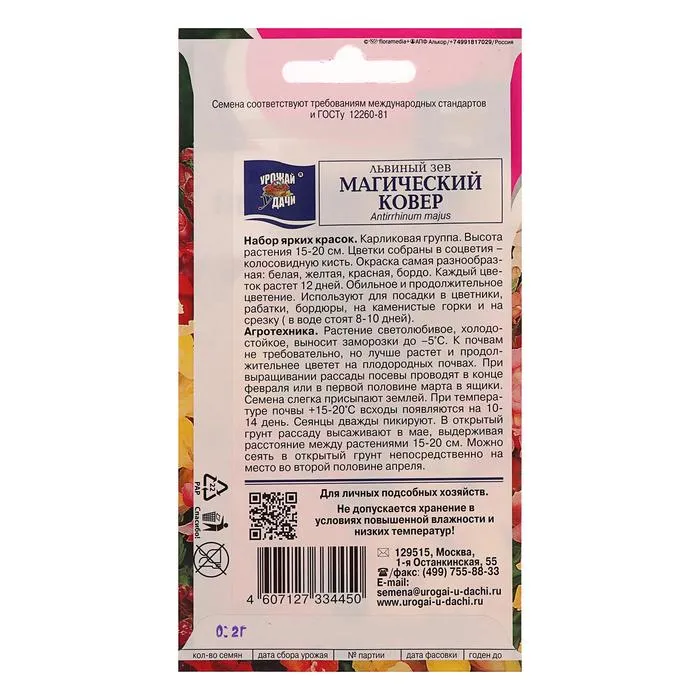 ©floramedia+АПФ Алькор/+74991817029/Россия
Семена соответствуют требованиям международных стандартов
и ГОСТу 12260-81
УРОЖАЙ
У
ДАЧИ
®
ЛЬВИНЫЙ ЗЕВ
МАГИЧЕСКИЙ
КОВЕР
Antirrhinum majus
Набор ярких красок. Карликовая группа. Высота
растения 15-20 см. Цветки собраны в соцветия –
колосовидную кисть. Окраска самая разнообраз-
ная: белая, желтая, красная, бордо. Каждый цве-
ток растет 12 дней. Обильное и продолжительное
цветение. Используют для посадки в цветники,
рабатки, бордюры, на каменистые горки и на
срезку ( в воде стоят 8-10 дней).
Агротехника. Растение светолюбивое, холодо-
стойкое, выносит заморозки до –5°С. К почвам
не требовательно, но лучше растет и продол-
жительнее цветет на плодородных почвах. При
выращивании рассады посевы проводят в конце
февраля или в первой половине марта в ящики.
Семена слегка присыпают землей. При темпера-
туре почвы +15-20°С всходы появляются на 10-
14 день. Сеянцы дважды пикируют. В открытый
грунт рассаду высаживают в мае, выдерживая
расстояние между растениями 15-20 см. Можно
сеять в открытый грунт непосредственно на
место во второй половине апреля.
22
PAP
Спасибо!
Для личных подсобных хозяйств.
Не допускается хранение в
условиях повышенной влажности и
низких температур!
129515, Москва,
1-я Останкинская, 55
/факс: (499) 755-88-33
E-mail:
semena@urogai-u-dachi.ru
www.urogai-u-dachi.ru
4 607127 334450
кол-во семян
дата сбора урожая
№ партии
дата фасовки
годен до